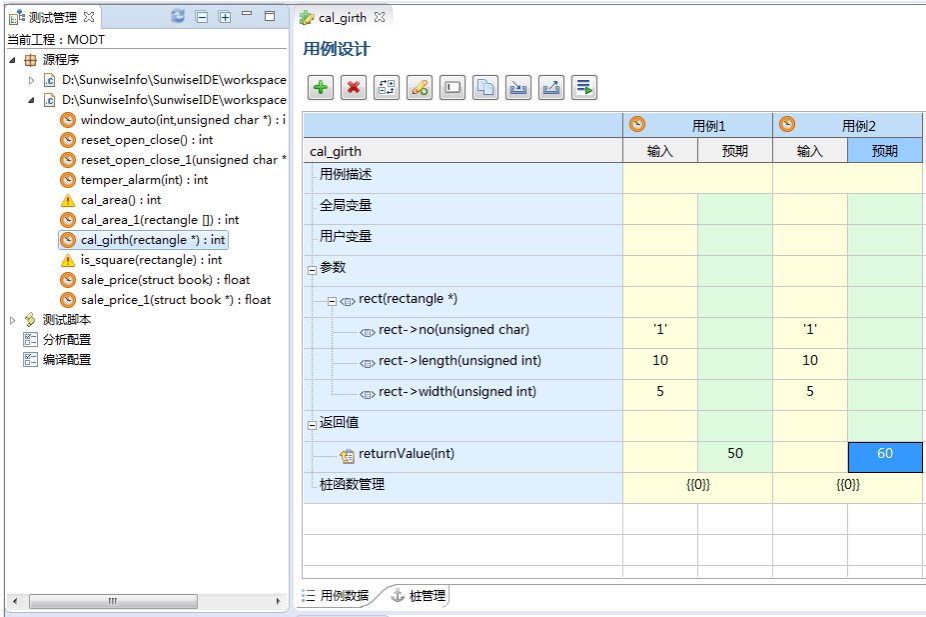 测试管理
当前工程：MODT
源程序
D:\SunwiseInfo\SunwiseIDE\workspace
D:\SunwiseInfo\SunwiseIDE\workspace
window_auto(int,unsigned char *) : i
reset_open_close() : int
reset_open_close_1(unsigned char *
temper_alarm(int) : int
cal_area() : int
cal_area_1(rectangle []) : int
cal_girth(rectangle *) : int
is_square(rectangle) : int
sale_price(struct book) : float
sale_price_1(struct book *) : float
测试脚本
分析配置
编译配置
cal_girth
用例设计
用例1 用例2
cal_girth 输入 预期 输入 预期
用例描述
全局变量
用户变量
参数
rect(rectangle *)
rect->no(unsigned char) '1' '1'
rect->length(unsigned int) 10 10
rect->width(unsigned int) 5 5
返回值
returnValue(int) 50 60
桩函数管理 {{0}} {{0}}
用例数据 桩管理